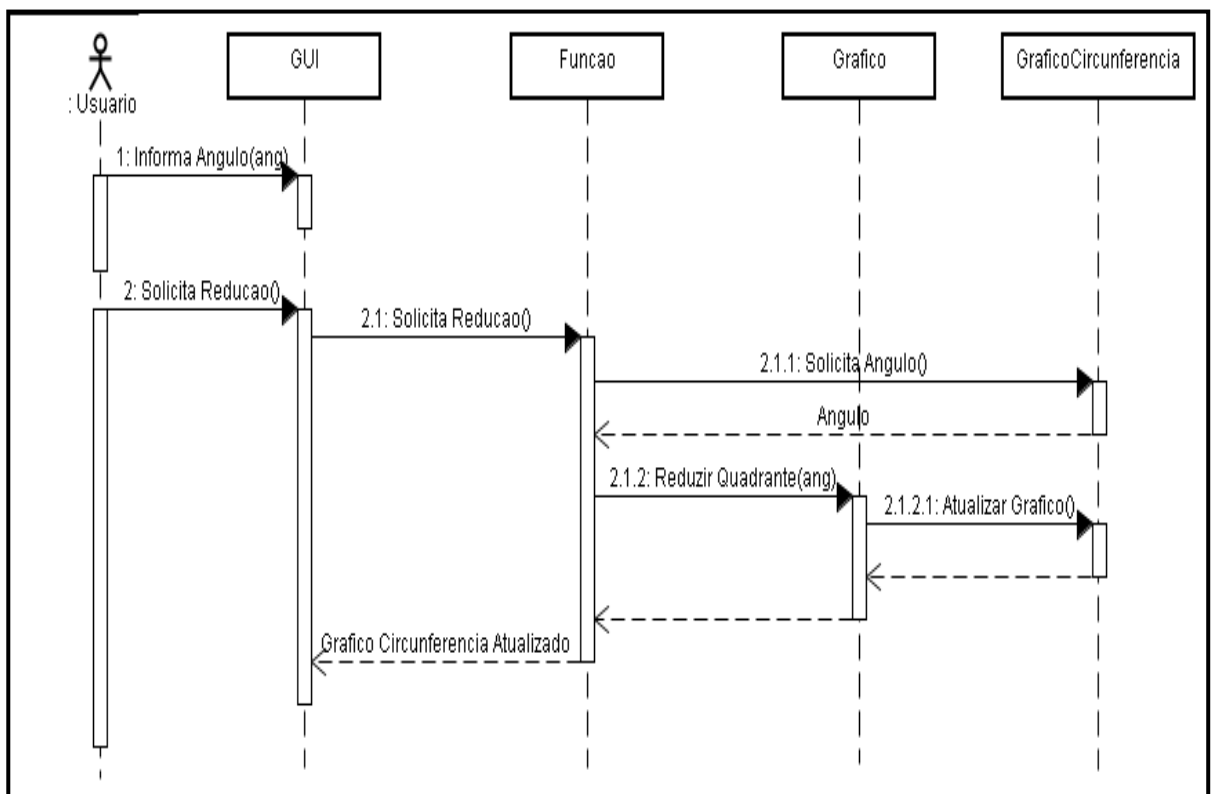 GUI
Funcao
Grafico
GraficoCircunferencia
: Usuario
1: Informa Angulo(ang)
2: Solicita Reducao()
2.1: Solicita Reducao()
2.1.1: Solicita Angulo()
Angulo
2.1.2: Reduzir Quadrante(ang)
2.1.2.1: Atualizar Grafico()
Grafico Circunferencia Atualizado